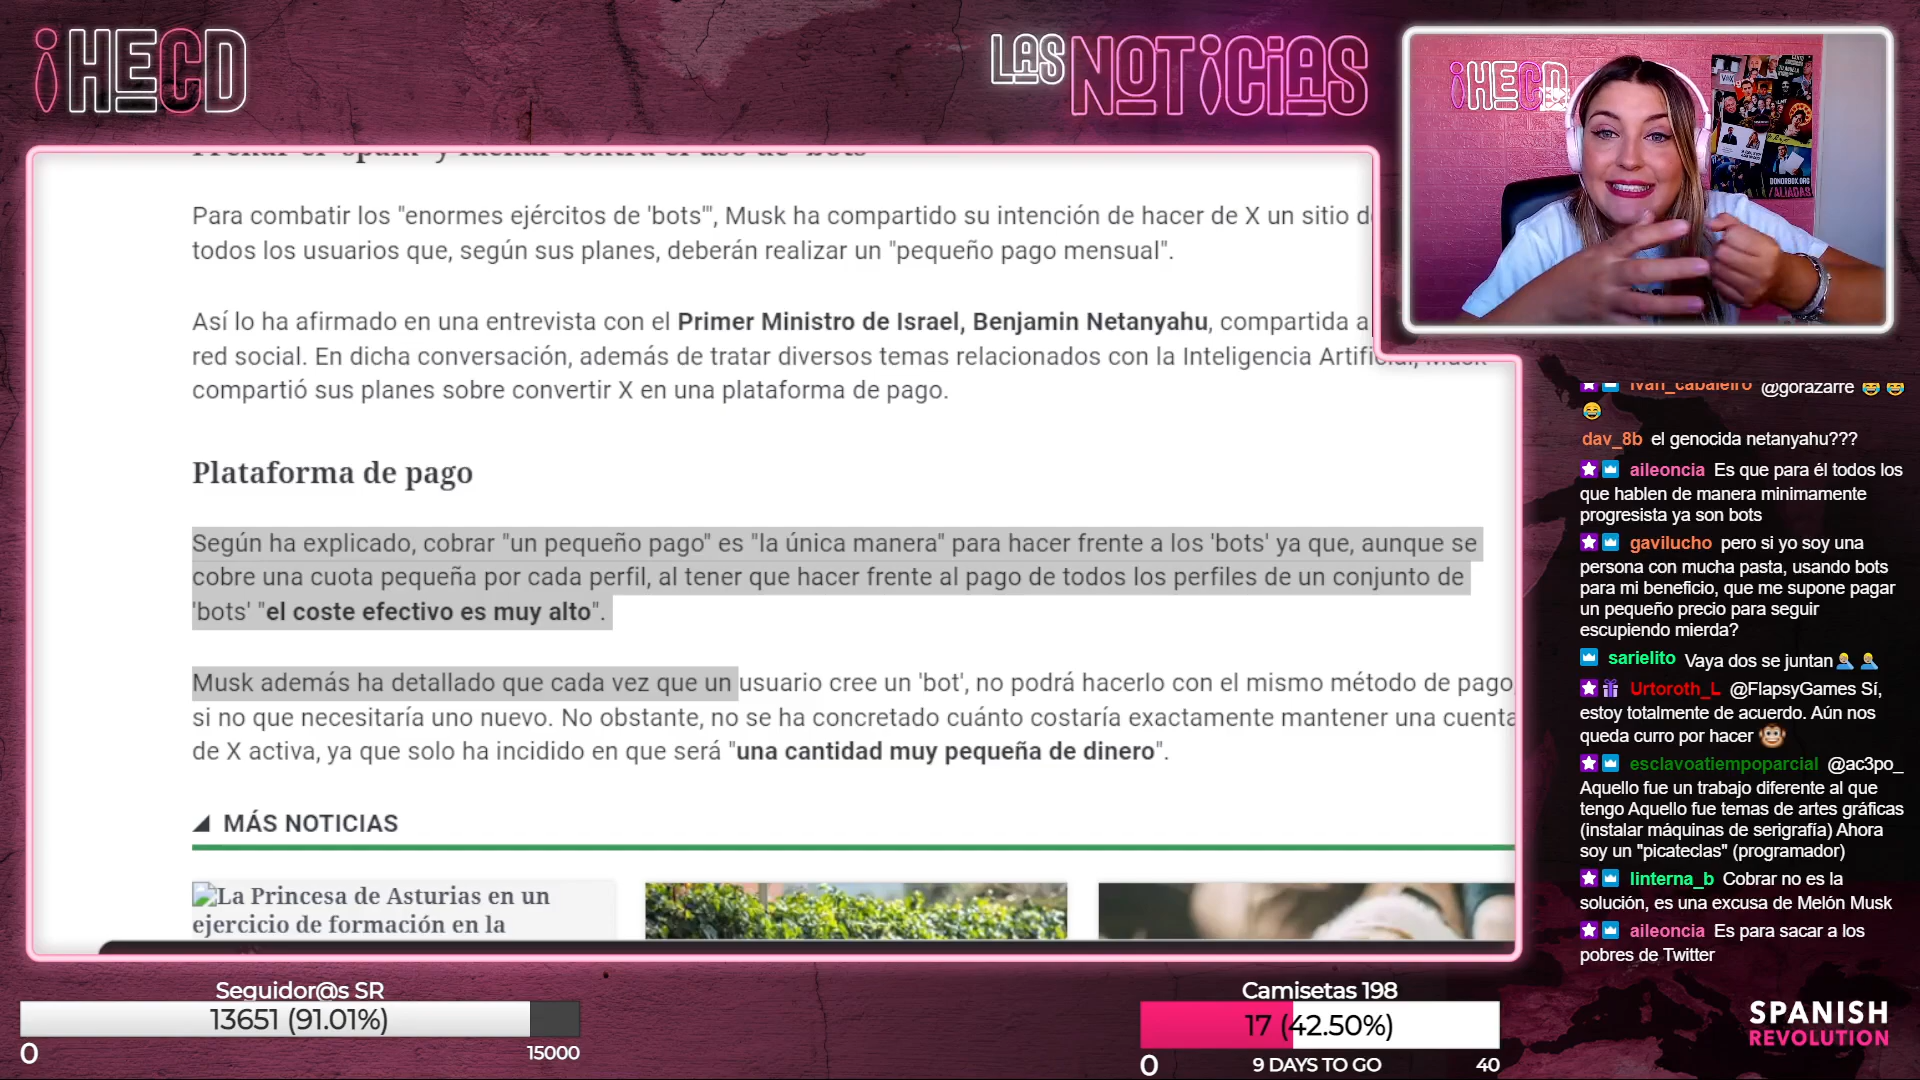 ¡HECD
LAS NOTICIAS
¡HECD
DONORBOX.ORG
/ALIADAS
Para combatir los "enormes ejércitos de 'bots'", Musk ha compartido su intención de hacer de X un sitio
todos los usuarios que, según sus planes, deberán realizar un "pequeño pago mensual".
Así lo ha afirmado en una entrevista con el Primer Ministro de Israel, Benjamin Netanyahu, compartida a
red social. En dicha conversación, además de tratar diversos temas relacionados con la Inteligencia Artificial, Musk
compartió sus planes sobre convertir X en una plataforma de pago.
Plataforma de pago
Según ha explicado, cobrar "un pequeño pago" es "la única manera" para hacer frente a los 'bots' ya que, aunque se
cobre una cuota pequeña por cada perfil, al tener que hacer frente al pago de todos los perfiles de un conjunto de
'bots' "el coste efectivo es muy alto".
Musk además ha detallado que cada vez que un usuario cree un 'bot', no podrá hacerlo con el mismo método de pago,
si no que necesitaría uno nuevo. No obstante, no se ha concretado cuánto costaría exactamente mantener una cuenta
de X activa, ya que solo ha incidido en que será "una cantidad muy pequeña de dinero".
MÁS NOTICIAS
La Princesa de Asturias en un
ejercicio de formación en la
ivan_cabaleiro @gorazarre 😂 😂
😂
dav_8b el genocida netanyahu???
aileoncia Es que para él todos los
que hablen de manera minimamente
progresista ya son bots
gavilucho pero si yo soy una
persona con mucha pasta, usando bots
para mi beneficio, que me supone pagar
un pequeño precio para seguir
escupiendo mierda?
sarielito Vaya dos se juntan
Urtoroth_L @FlapsyGames Sí,
estoy totalmente de acuerdo. Aún nos
queda curro por hacer
esclavoatiempoparcial @ac3po_
Aquello fue un trabajo diferente al que
tengo Aquello fue temas de artes gráficas
(instalar máquinas de serigrafía) Ahora
soy un "picateclas" (programador)
linterna_b Cobrar no es la
solución, es una excusa de Melón Musk
aileoncia Es para sacar a los
pobres de Twitter
Seguidor@s SR
13651 (91.01%)
0 15000
Camisetas 198
17 (42.50%)
0 9 DAYS TO GO 40
SPANISH
REVOLUTION